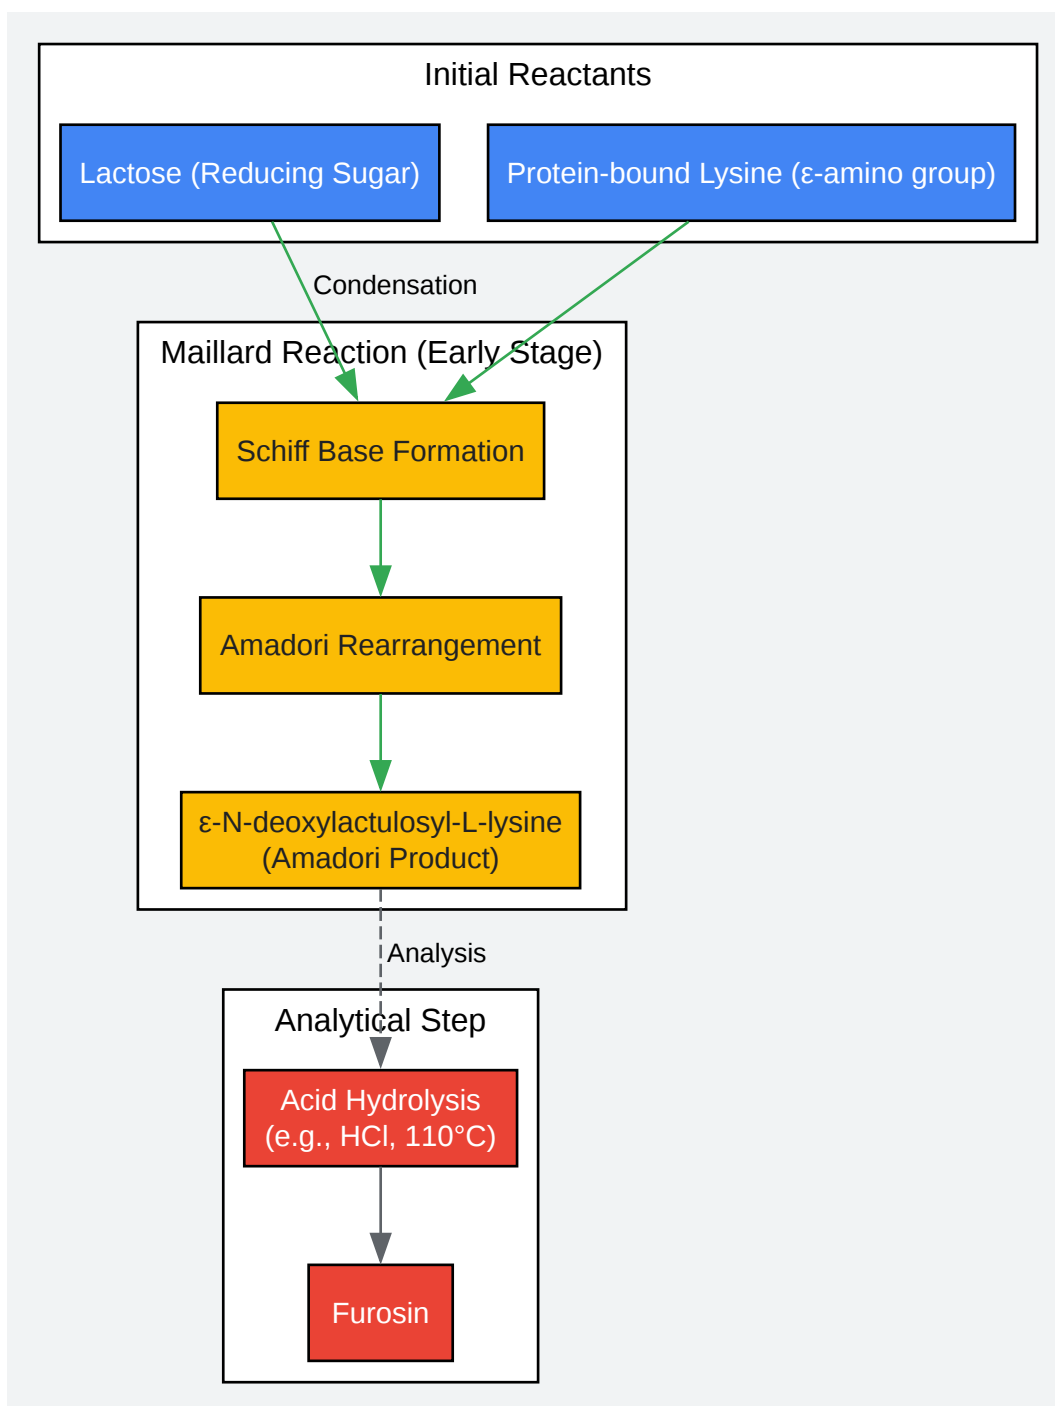 Initial Reactants
Lactose (Reducing Sugar)
Protein-bound Lysine (ε-amino group)
Condensation
Maillard Reaction (Early Stage)
Schiff Base Formation
Amadori Rearrangement
ε-N-deoxylactulosyl-L-lysine
(Amadori Product)
Analysis
Analytical Step
Acid Hydrolysis
(e.g., HCl, 110°C)
Furosin